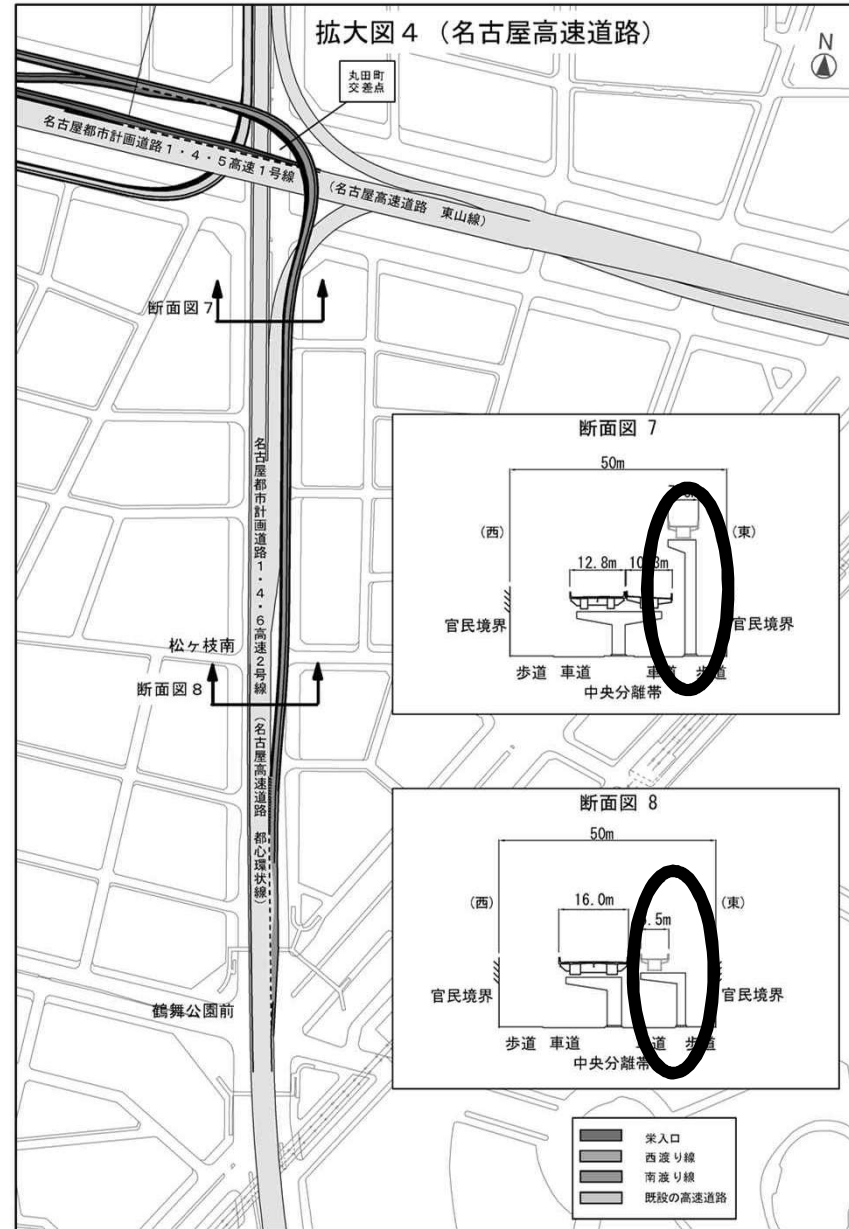 拡大図4 (名古屋高速道路)
N
丸田町
交差点
名古屋都市計画道路1・4・5高速1号線
(名古屋高速道路 東山線)
断面図7
名古屋都市計画道路1・4・6高速2号線
(名古屋高速道路 都心環状線)
松ヶ枝南
断面図8
鶴舞公園前
断面図 7
50m
(西)
(東)
12.8m
官民境界
官民境界
歩道 車道
中央分離帯
断面図 8
50m
(西)
(東)
16.0m
官民境界
官民境界
歩道 車道
中央分離帯
栄入口
西渡り線
南渡り線
既設の高速道路